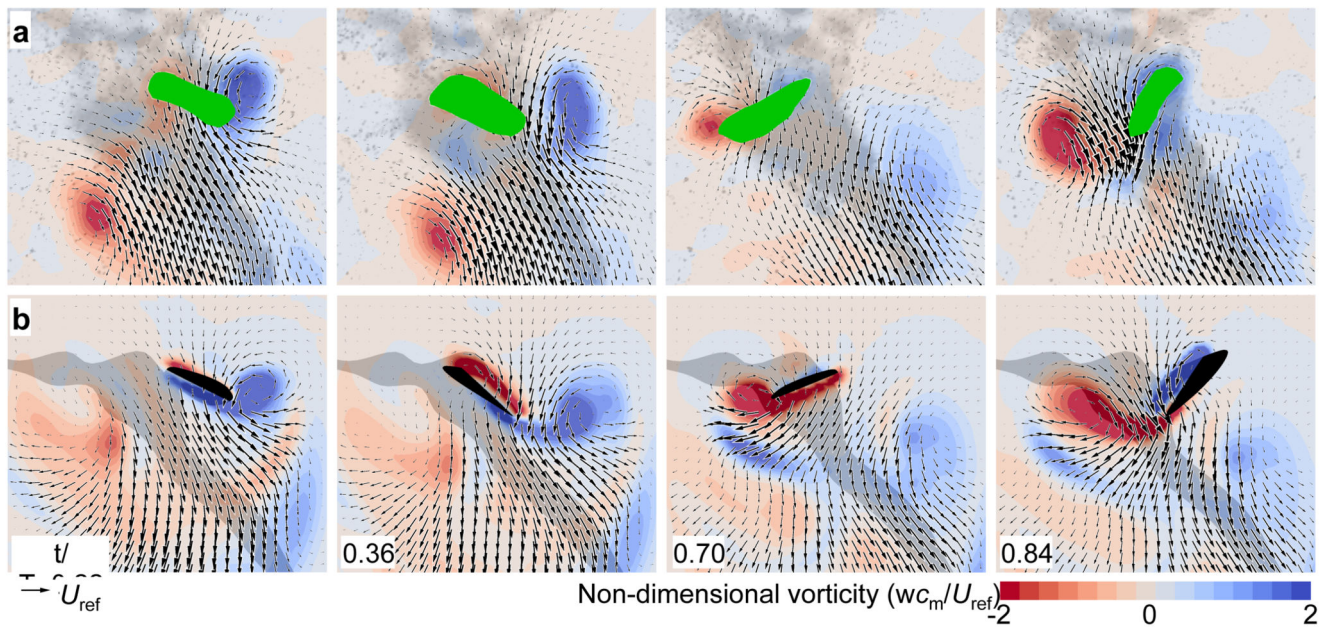 a
b
t/
0.36
0.70
0.84
U_ref
Non-dimensional vorticity (wc_m/U_ref)
-2 0 2